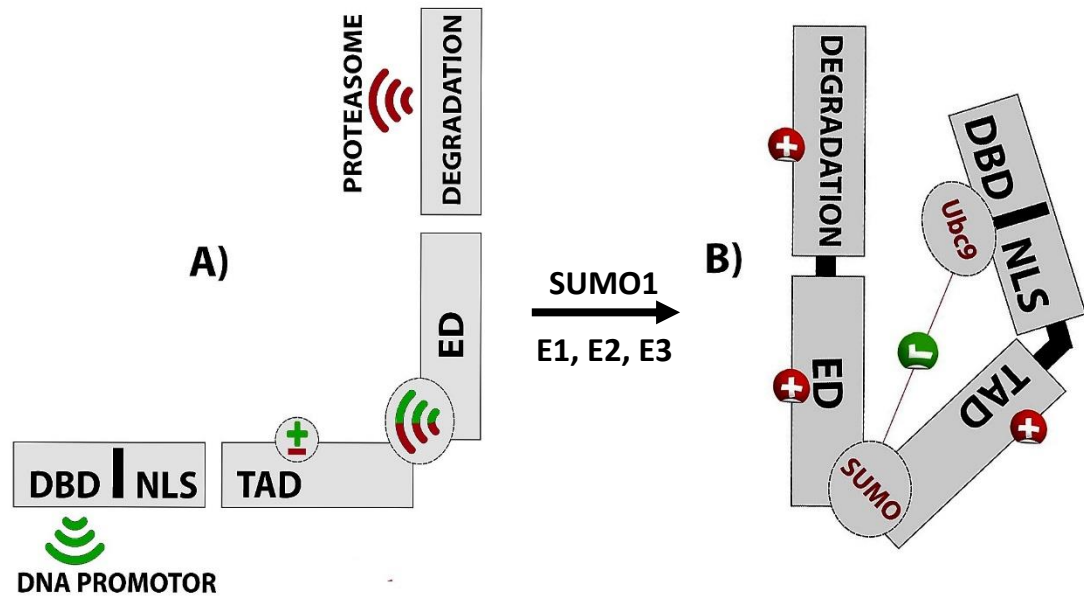 PROTEASOME
DEGRADATION
A)
ED
±
DBD
NLS
TAD
DNA PROMOTOR
SUMO1
E1, E2, E3
B)
DEGRADATION
+
ED
+
SUMO
Ubc9
DBD
NLS
TAD
+